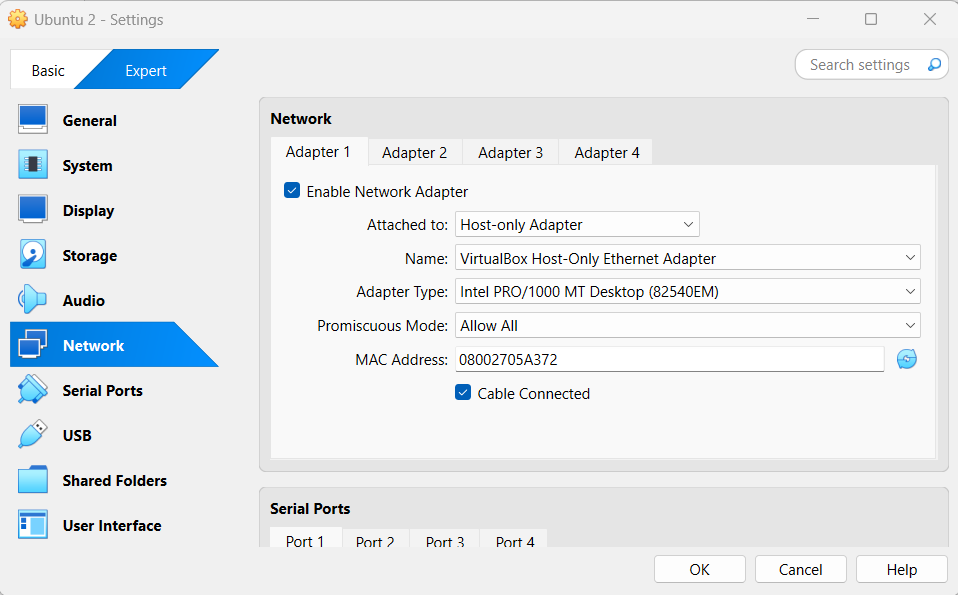 Ubuntu 2 - Settings
Basic
Expert
Search settings
General
System
Display
Storage
Audio
Network
Serial Ports
USB
Shared Folders
User Interface
Network
Adapter 1
Adapter 2
Adapter 3
Adapter 4
Enable Network Adapter
Attached to: Host-only Adapter
Name: VirtualBox Host-Only Ethernet Adapter
Adapter Type: Intel PRO/1000 MT Desktop (82540EM)
Promiscuous Mode: Allow All
MAC Address: 08002705A372
Cable Connected
Serial Ports
Port 1
Port 2
Port 3
Port 4
OK
Cancel
Help